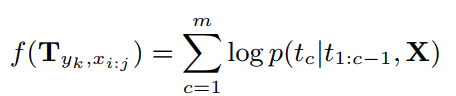 f(𝐓_{y_k,x_{i:j}}) = \sum_{c=1}^{m} log p(t_c|t_{1:c−1}, 𝐗)